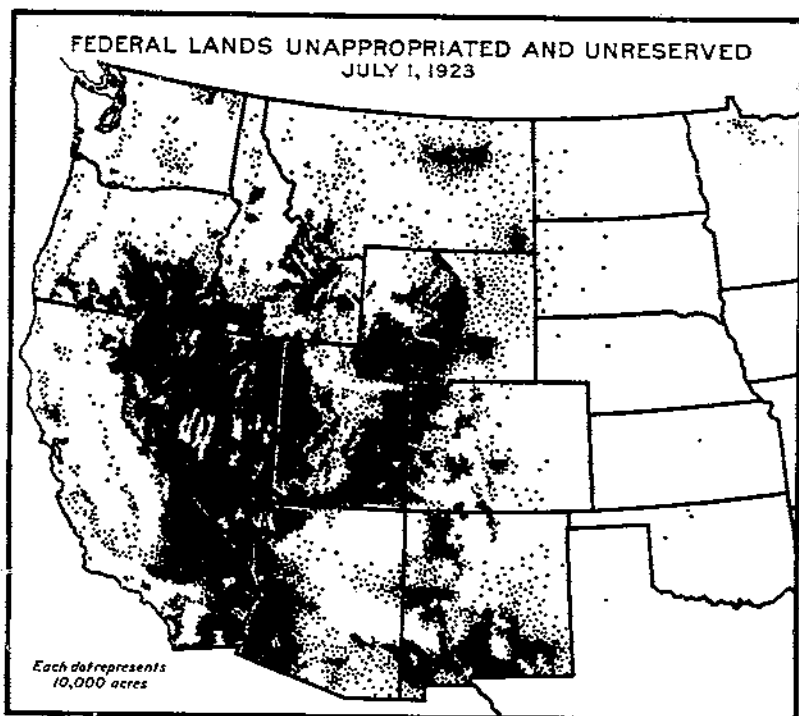 FEDERAL LANDS UNAPPROPRIATED AND UNRESERVED
JULY 1, 1923
Each dot represents
10,000 acres